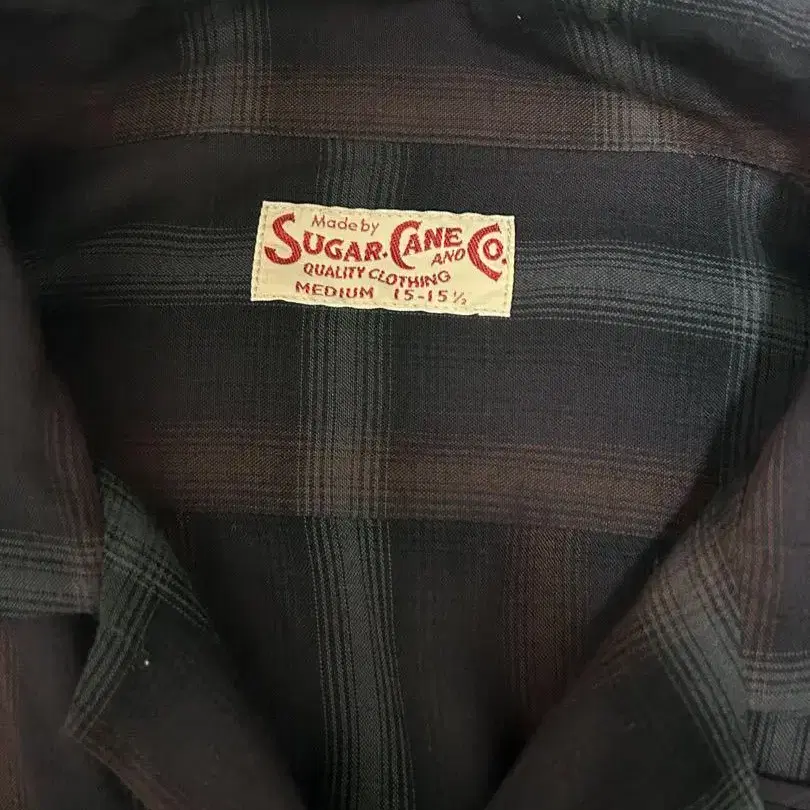 Made by
SUGAR. CANE AND CO.
QUALITY CLOTHING
MEDIUM 15-15½